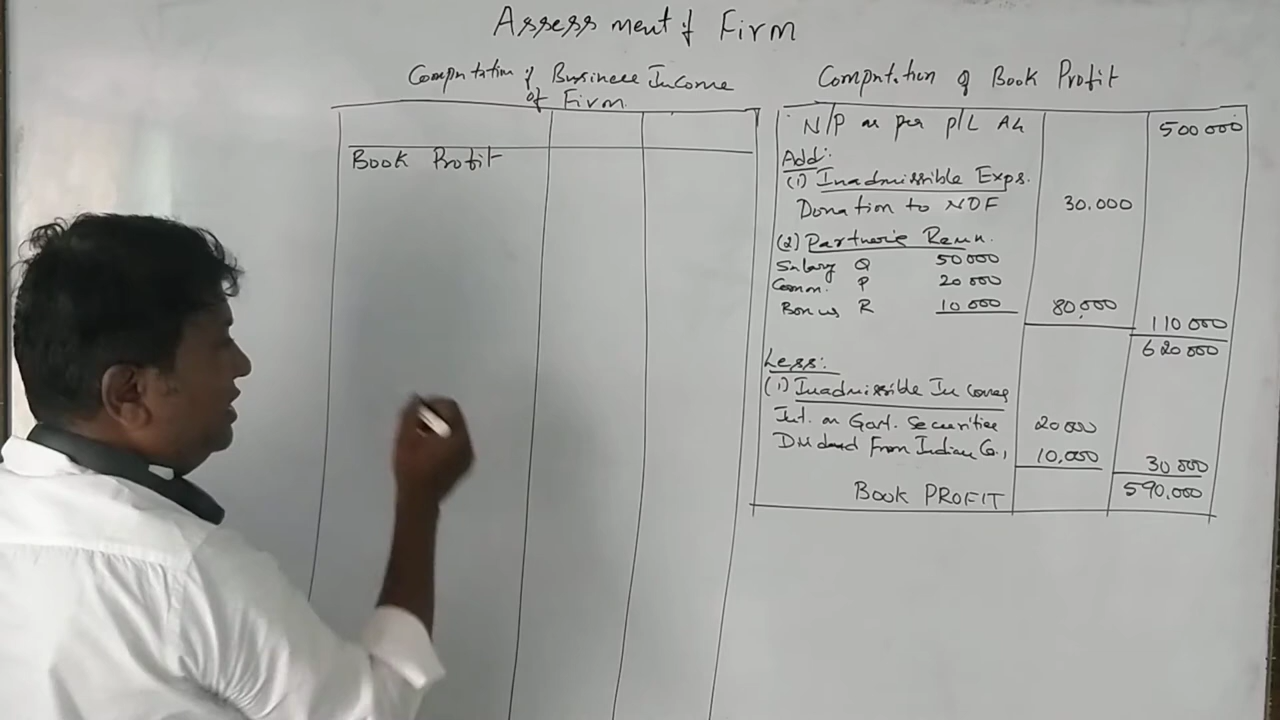 Assessment of Firm
Computation of Business Income
of Firm
Book Profit
Computation of Book Profit
N/P as per P/L A/c 500000
Add:
(1) Inadmissible Exps.
Donation to NDF 30.000
(2) Partner's Remn.
Salary Q 50000
Comm. P 20000
Bonus R 10000 80,000 110000
620000
Less:
(1) Inadmissible Incomes
Int. on Govt. Securities 20000
Dividend From Indian Co., 10,000 30000
BOOK PROFIT 590,000